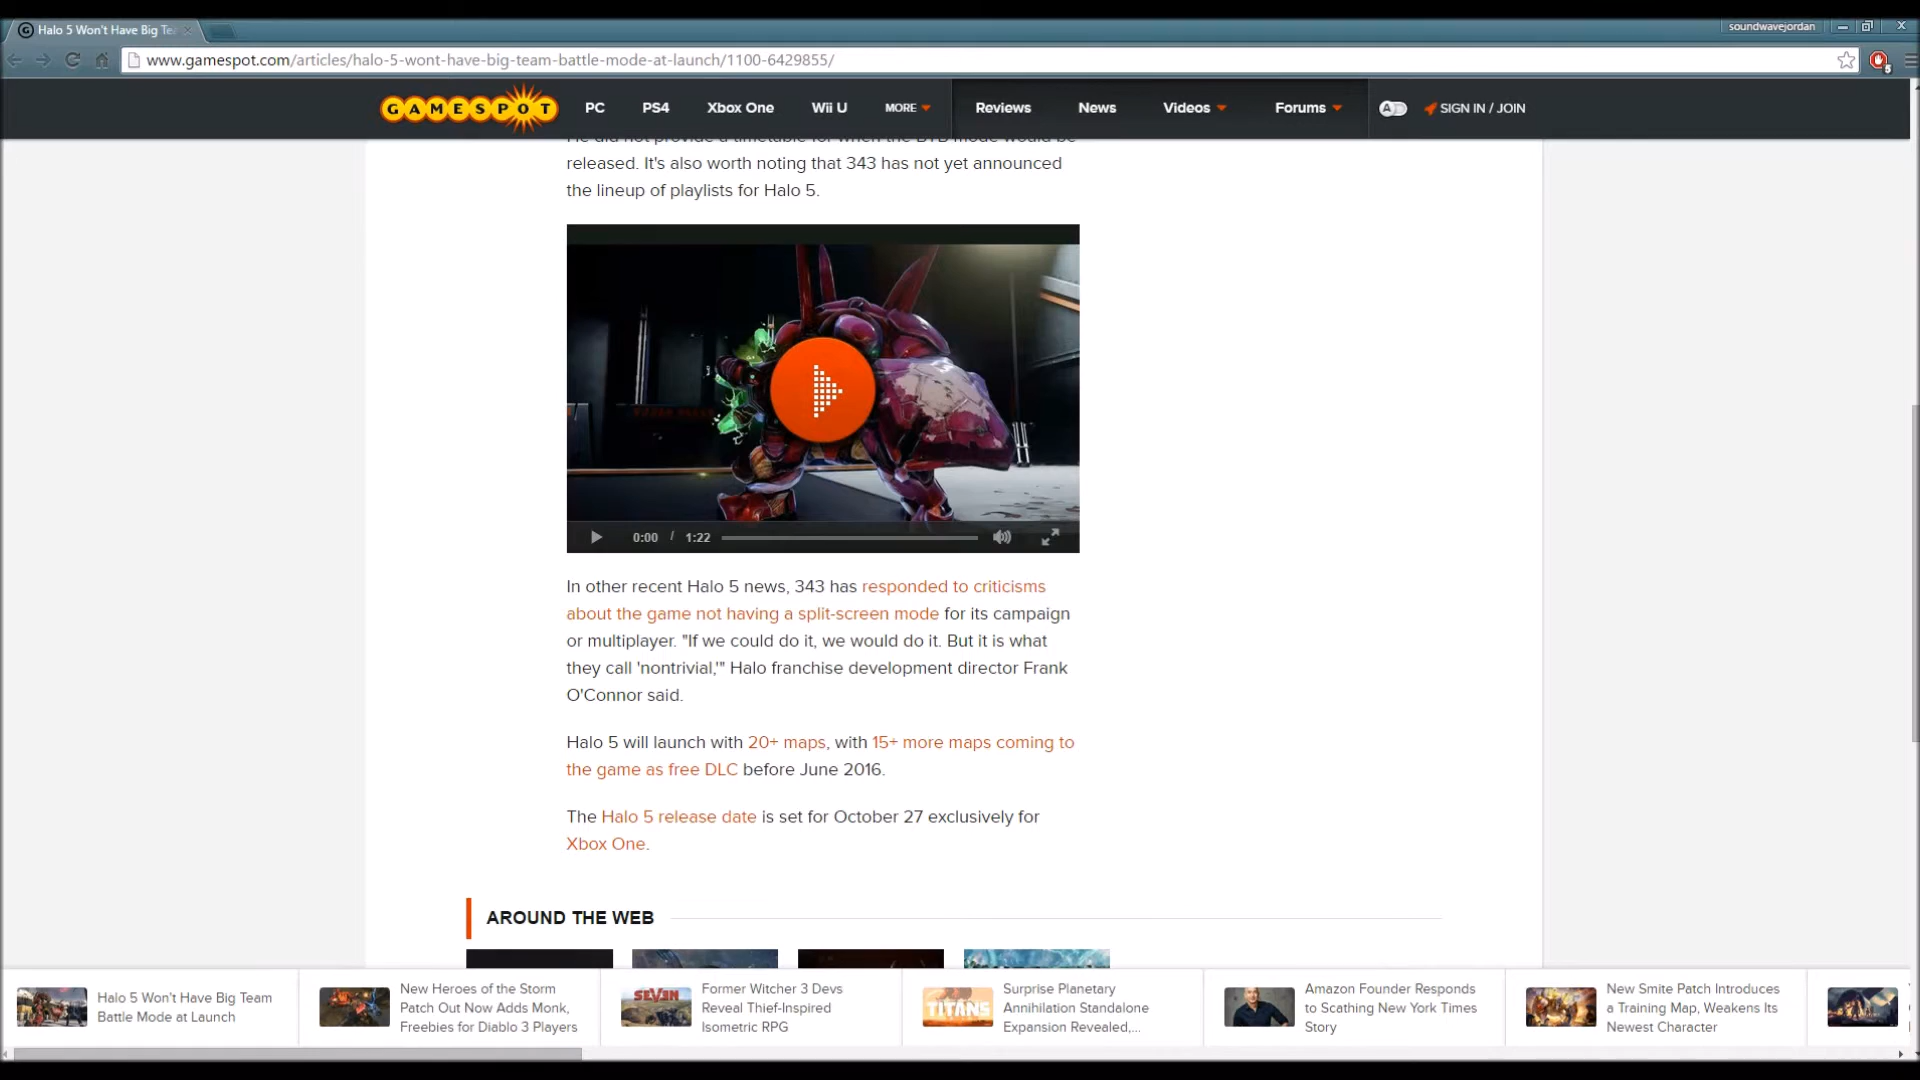 Halo 5 Won't Have Big Te
soundwavejordan
www.gamespot.com/articles/halo-5-wont-have-big-team-battle-mode-at-launch/1100-6429855/
5
GAMESPOT
PC
PS4
Xbox One
Wii U
MORE
Reviews
News
Videos
Forums
A
SIGN IN / JOIN
He did not provide a timetable for when the BTB mode would be
released. It's also worth noting that 343 has not yet announced
the lineup of playlists for Halo 5.
0:00 / 1:22
In other recent Halo 5 news, 343 has responded to criticisms
about the game not having a split-screen mode for its campaign
or multiplayer. "If we could do it, we would do it. But it is what
they call 'nontrivial,'" Halo franchise development director Frank
O'Connor said.
Halo 5 will launch with 20+ maps, with 15+ more maps coming to
the game as free DLC before June 2016.
The Halo 5 release date is set for October 27 exclusively for
Xbox One.
AROUND THE WEB
Halo 5 Won't Have Big Team
Battle Mode at Launch
New Heroes of the Storm
Patch Out Now Adds Monk,
Freebies for Diablo 3 Players
SEVEN
Former Witcher 3 Devs
Reveal Thief-Inspired
Isometric RPG
TITANS
Surprise Planetary
Annihilation Standalone
Expansion Revealed,...
Amazon Founder Responds
to Scathing New York Times
Story
New Smite Patch Introduces
a Training Map, Weakens Its
Newest Character